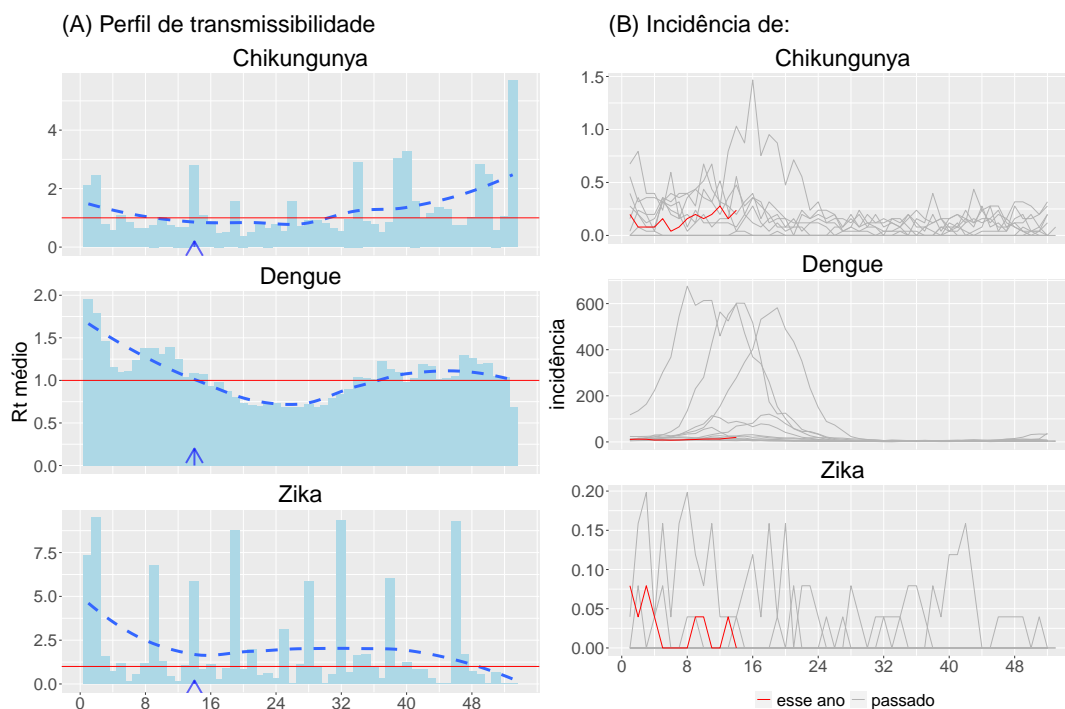 (A) Perfil de transmissibilidade
Chikungunya
4
2
0
Dengue
2.0
1.5
1.0
0.5
0.0
Rt médio
Zika
7.5
5.0
2.5
0.0
0 8 16 24 32 40 48
(B) Incidência de:
Chikungunya
1.5
1.0
0.5
0.0
Dengue
600
400
200
0
incidência
Zika
0.20
0.15
0.10
0.05
0.00
0 8 16 24 32 40 48
esse ano passado